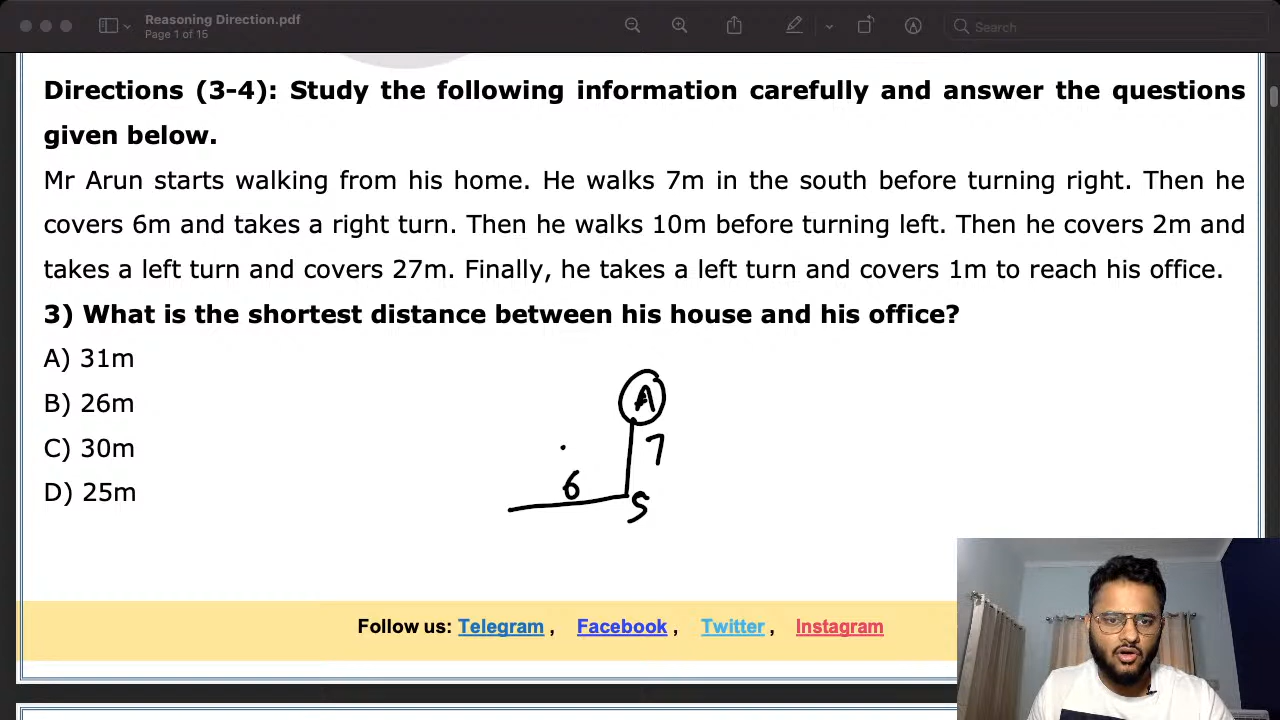 Reasoning Direction.pdf
Page 1 of 15
Search
Directions (3-4): Study the following information carefully and answer the questions
given below.
Mr Arun starts walking from his home. He walks 7m in the south before turning right. Then he
covers 6m and takes a right turn. Then he walks 10m before turning left. Then he covers 2m and
takes a left turn and covers 27m. Finally, he takes a left turn and covers 1m to reach his office.
3) What is the shortest distance between his house and his office?
A) 31m
B) 26m
C) 30m
D) 25m
A
7
6
S
Follow us: Telegram , Facebook , Twitter , Instagram